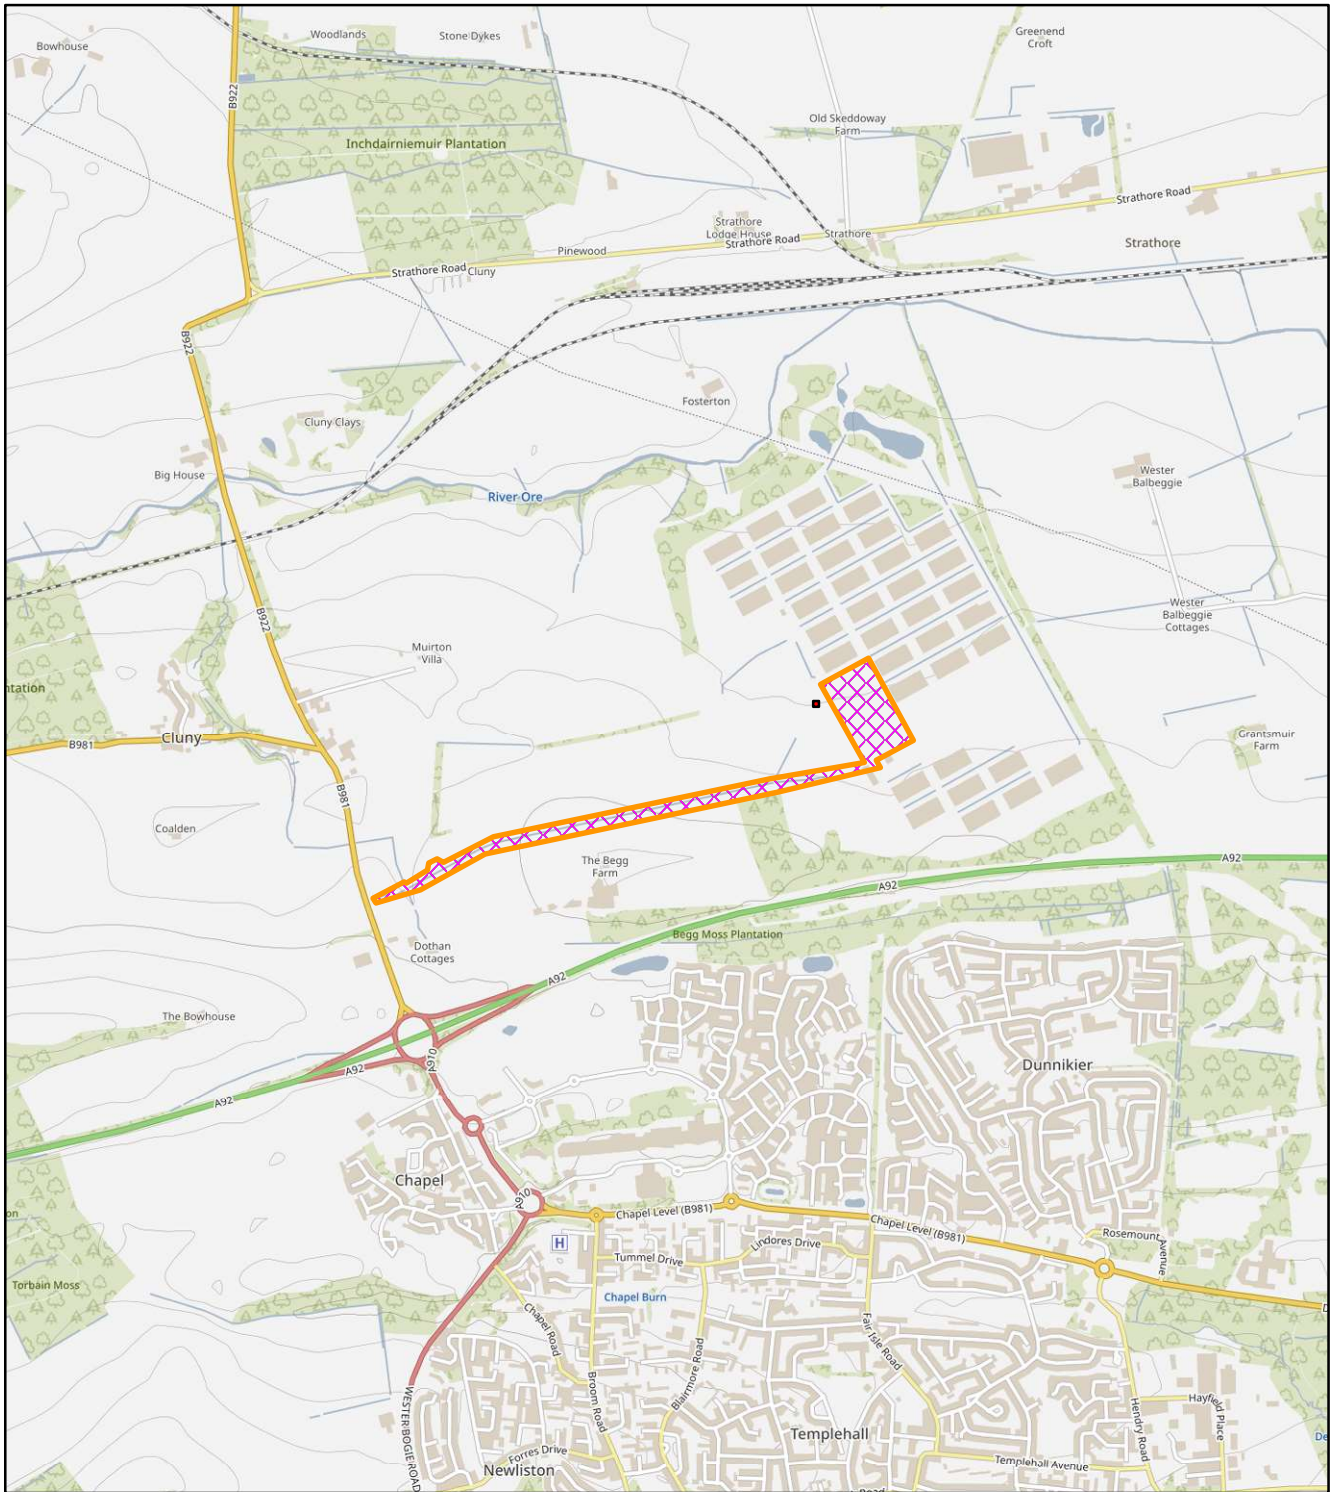 Woodlands
Stone Dykes
Greenend
Croft
Bowhouse
B922
Old Skeddoway
Farm
Inchdairniemuir Plantation
Strathore Road
Strathore
Lodge House
Strathore
Strathore Road
Strathore
Pinewood
Strathore Road
Cluny
B922
Fosterton
Cluny Clays
Big House
Wester
Balbeggie
River Ore
Wester
Balbeggie
Cottages
B922
Muirton
Villa
ntation
Cluny
B981
Grantsmuir
Farm
B981
Coalden
The Begg
Farm
A92
A92
Begg Moss Plantation
Dothan
Cottages
A92
The Bowhouse
A910
Dunnikier
A92
A92
Chapel
A910
Chapel Level (B981)
on
Chapel Level (B981)
Rosemount
Avenue
H
Lindores Drive
Tummel Drive
Torbain Moss
Chapel Burn
D
Chapel Road
Fair Isle Road
Blairmore Road
Broom Road
WESTER BOGIE ROAD
Hendry Road
Hayfield Place
Templehall
De
Forres Drive
Newliston
Templehall Avenue
Road